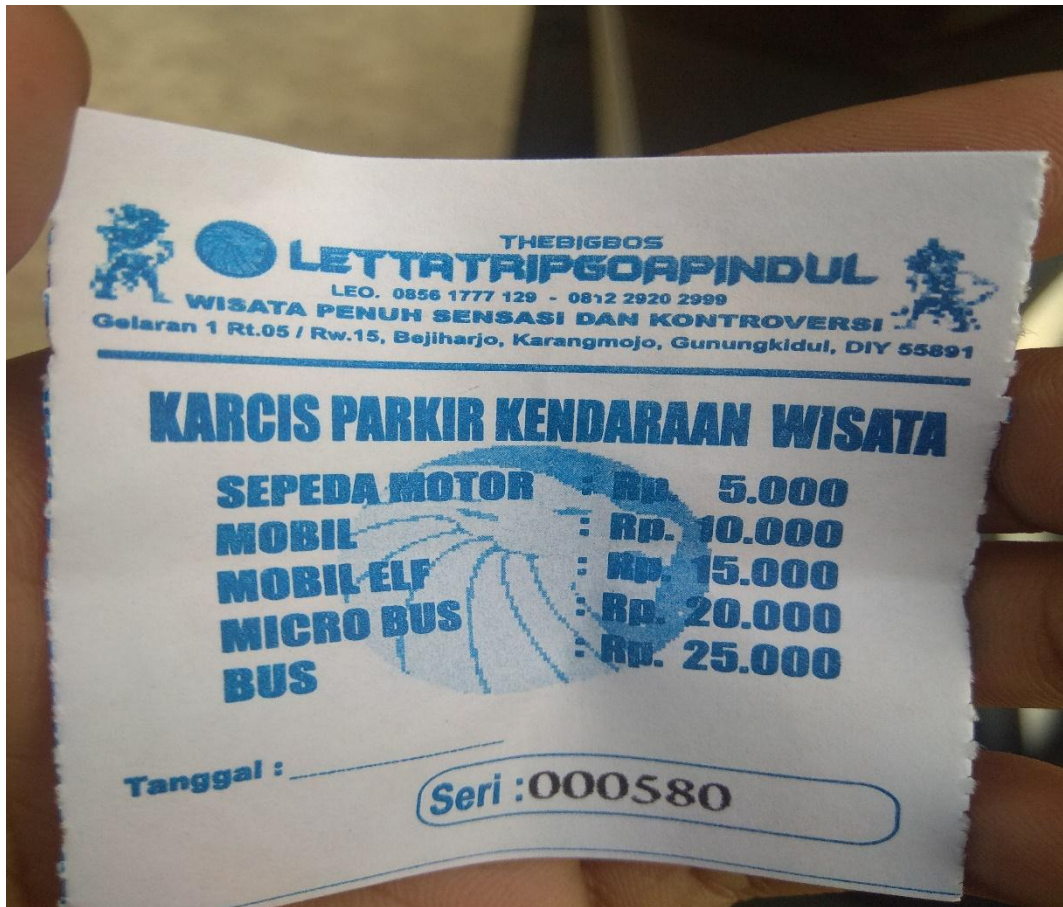 THEBIGBOS
LETTATRIPGOAPINDUL
LEO. 0856 1777 129 - 0812 2920 2999
WISATA PENUH SENSASI DAN KONTROVERSI
Gelaran 1 Rt.05 / Rw.15, Bejiharjo, Karangmojo, Gunungkidul, DIY 55891
KARCIS PARKIR KENDARAAN WISATA
SEPEDA MOTOR : Rp. 5.000
MOBIL : Rp. 10.000
MOBIL ELF : Rp. 15.000
MICRO BUS : Rp. 20.000
BUS : Rp. 25.000
Tanggal :
Seri :000580